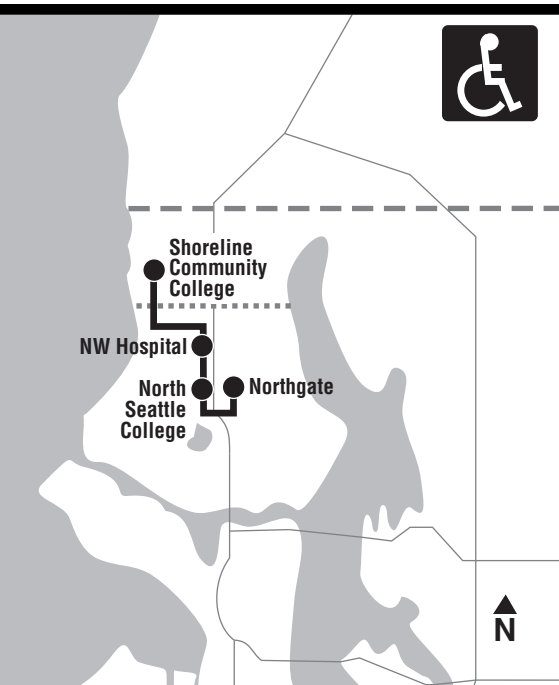 Shoreline
Community
College
NW Hospital
North
Seattle
College
Northgate
N